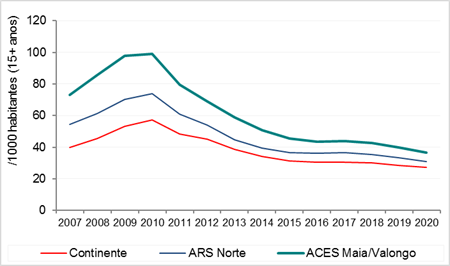 /1000 habitantes (15+ anos)
120
100
80
60
40
20
0
2007 2008 2009 2010 2011 2012 2013 2014 2015 2016 2017 2018 2019 2020
Continente ARS Norte ACES Maia/Valongo